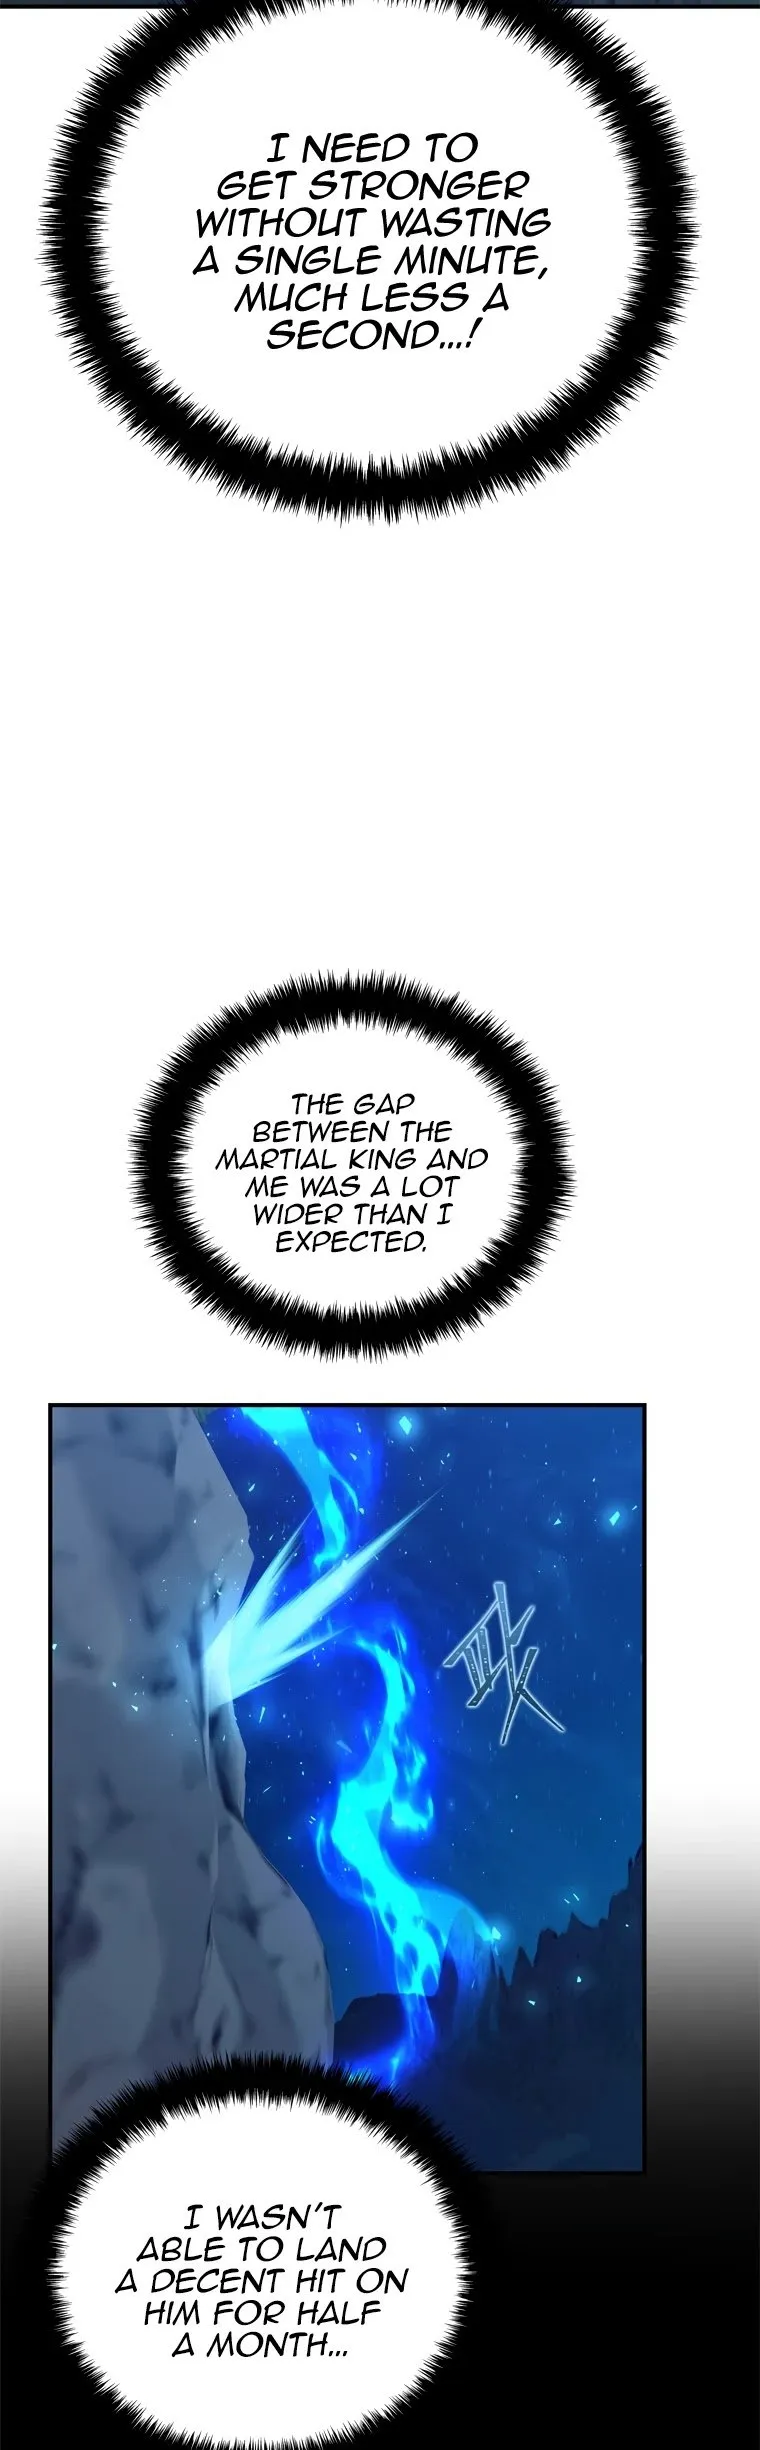 I NEED TO
GET STRONGER
WITHOUT WASTING
A SINGLE MINUTE,
MUCH LESS A
SECOND...!
THE GAP
BETWEEN THE
MARTIAL KING AND
ME WAS A LOT
WIDER THAN I
EXPECTED.
I WASN'T
ABLE TO LAND
A DECENT HIT ON
HIM FOR HALF
A MONTH...